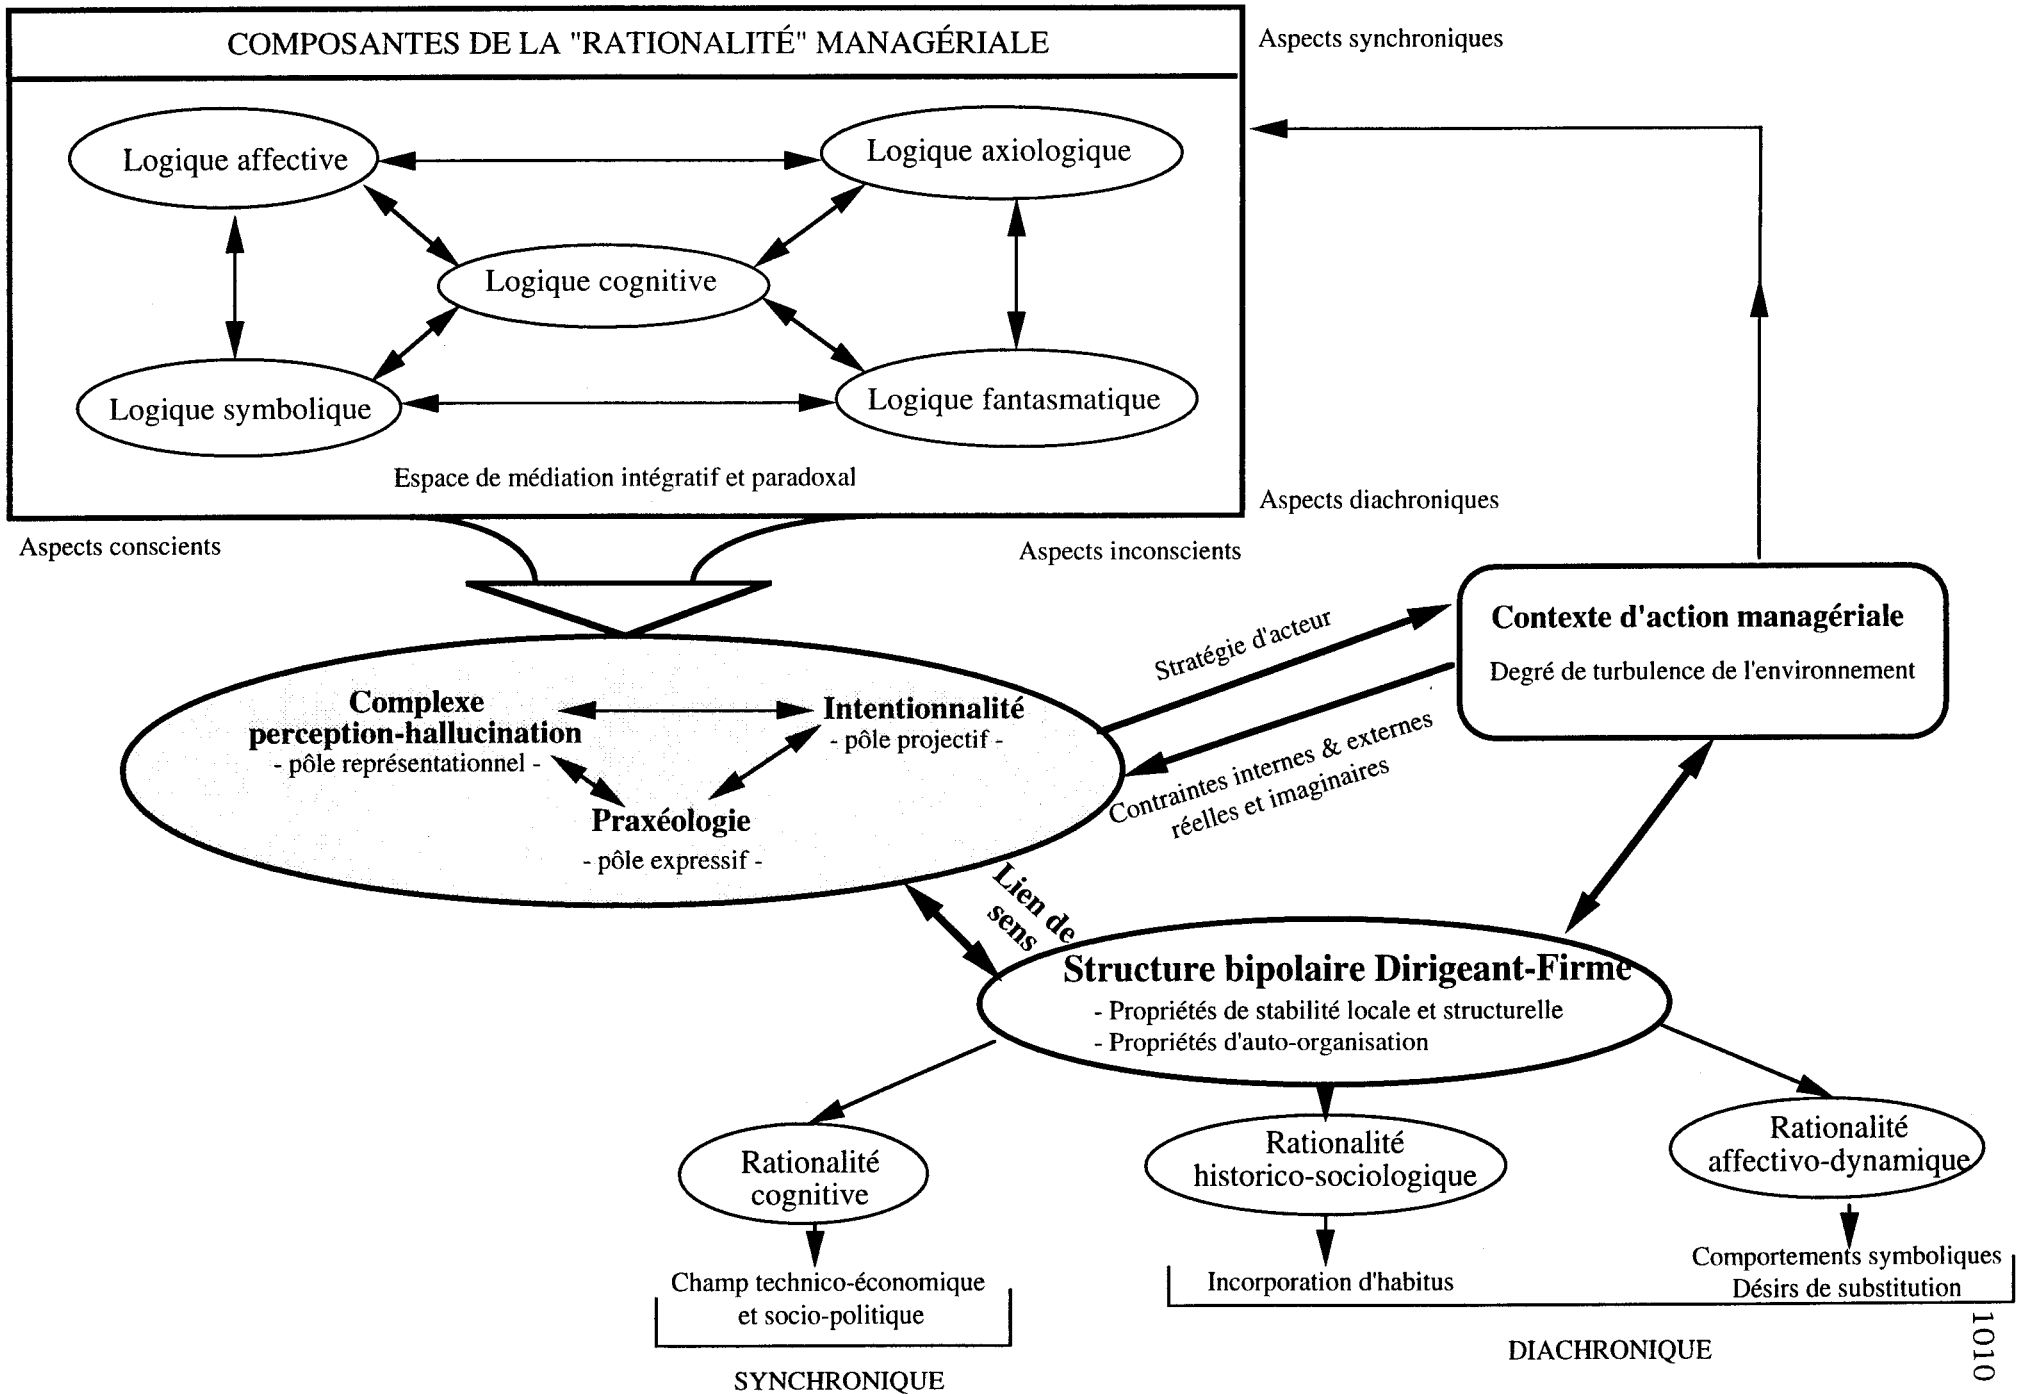 COMPOSANTES DE LA "RATIONALITÉ" MANAGÉRIALE
Aspects synchroniques
Logique affective
Logique axiologique
Logique cognitive
Logique symbolique
Logique fantasmatique
Espace de médiation intégratif et paradoxal
Aspects diachroniques
Aspects conscients
Aspects inconscients
Contexte d'action managériale
Degré de turbulence de l'environnement
Stratégie d'acteur
Contraintes internes & externes
réelles et imaginaires
Complexe
perception-hallucination
- pôle représentationnel -
Intentionnalité
- pôle projectif -
Praxéologie
- pôle expressif -
Lien de
sens
Structure bipolaire Dirigeant-Firme
- Propriétés de stabilité locale et structurelle
- Propriétés d'auto-organisation
Rationalité
cognitive
Rationalité
historico-sociologique
Rationalité
affectivo-dynamique
Champ technico-économique
et socio-politique
Incorporation d'habitus
Comportements symboliques
Désirs de substitution
SYNCHRONIQUE
DIACHRONIQUE
1010